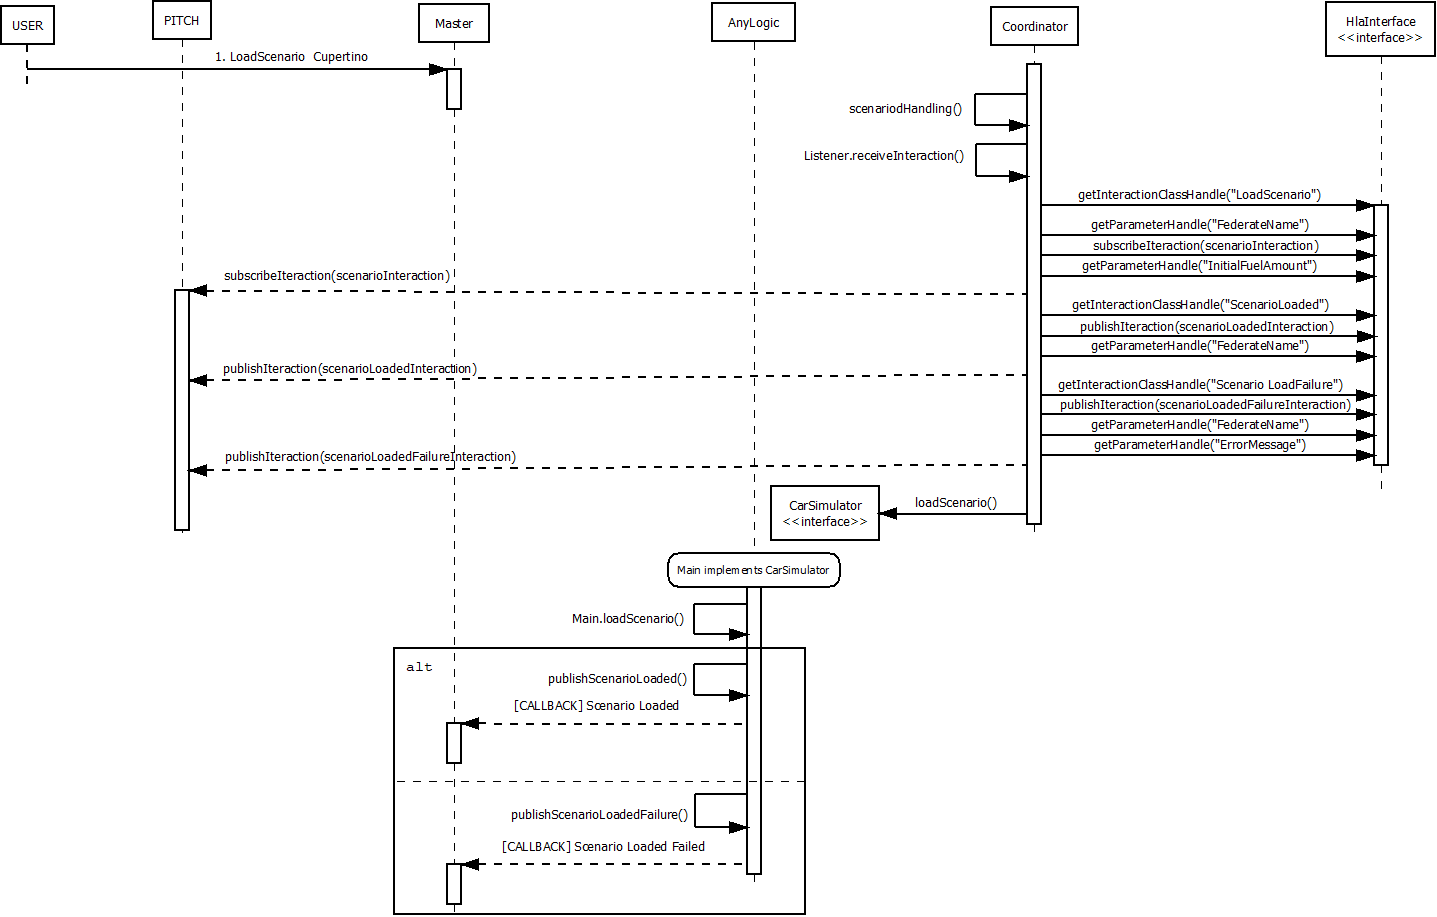 USER
PITCH
Master
AnyLogic
Coordinator
HlaInterface
<<interface>>
1. LoadScenario Cupertino
scenariodHandling()
Listener.receiveInteraction()
getInteractionClassHandle("LoadScenario")
getParameterHandle("FederateName")
subscribeIteraction(scenarioInteraction)
getParameterHandle("InitialFuelAmount")
subscribeIteraction(scenarioInteraction)
getInteractionClassHandle("ScenarioLoaded")
publishIteraction(scenarioLoadedInteraction)
getParameterHandle("FederateName")
publishIteraction(scenarioLoadedInteraction)
getInteractionClassHandle("Scenario LoadFailure")
publishIteraction(scenarioLoadedFailureInteraction)
getParameterHandle("FederateName")
getParameterHandle("ErrorMessage")
publishIteraction(scenarioLoadedFailureInteraction)
CarSimulator
<<interface>>
loadScenario()
Main implements CarSimulator
Main.loadScenario()
alt
publishScenarioLoaded()
[CALLBACK] Scenario Loaded
publishScenarioLoadedFailure()
[CALLBACK] Scenario Loaded Failed